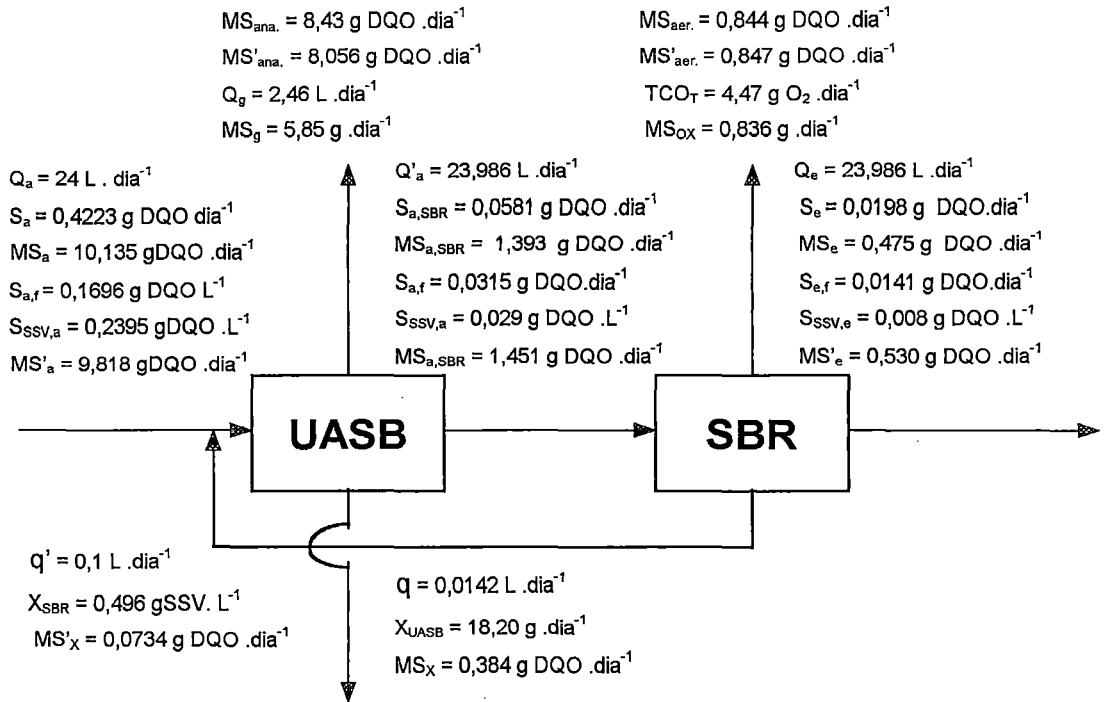 MSana. = 8,43 g DQO .dia-1
MS'ana. = 8,056 g DQO .dia-1
Qg = 2,46 L .dia-1
MSg = 5,85 g .dia-1
MSaer. = 0,844 g DQO .dia-1
MS'aer. = 0,847 g DQO .dia-1
TCOT = 4,47 g O2 .dia-1
MSOX = 0,836 g .dia-1
Qa = 24 L . dia-1
Sa = 0,4223 g DQO dia-1
MSa = 10,135 gDQO .dia-1
Sa,f = 0,1696 g DQO L-1
SSSV,a = 0,2395 gDQO .L-1
MS'a = 9,818 gDQO .dia-1
Q'a = 23,986 L .dia-1
Sa,SBR = 0,0581 g DQO .dia-1
MSa,SBR = 1,393 g DQO .dia-1
Sa,f = 0,0315 g DQO.dia-1
SSSV,a = 0,029 g DQO .L-1
MSa,SBR = 1,451 g DQO .dia-1
Qe = 23,986 L .dia-1
Se = 0,0198 g DQO.dia-1
MSe = 0,475 g DQO .dia-1
Se,f = 0,0141 g DQO.dia-1
SSSV,e = 0,008 g DQO .L-1
MS'e = 0,530 g DQO .dia-1
UASB
SBR
q' = 0,1 L .dia-1
XSBR = 0,496 gSSV. L-1
MS'X = 0,0734 g DQO .dia-1
q = 0,0142 L .dia-1
XUASB = 18,20 g .dia-1
MSX = 0,384 g DQO .dia-1